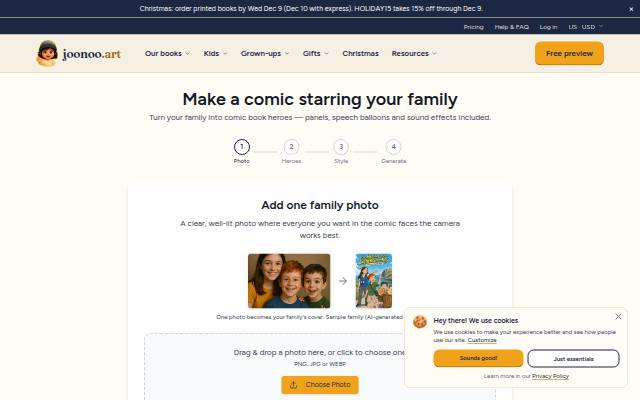 Christmas: order printed books by Wed Dec 9 (Dec 10 with express). HOLIDAY15 takes 15% off through Dec 9.
Pricing Help & FAQ Log in US · USD
joonoo.art Our books Kids Grown-ups Gifts Christmas Resources Free preview
Make a comic starring your family
Turn your family into comic book heroes — panels, speech balloons and sound effects included.
1 2 3 4
Photo Heroes Style Generate
Add one family photo
A clear, well-lit photo where everyone you want in the comic faces the camera
works best.
One photo becomes your family's cover. Sample family (AI-generated
Drag & drop a photo here, or click to choose one
PNG, JPG or WEBP
Choose Photo
Hey there! We use cookies
We use cookies to make your experience better and see how people
use our site. Customize
Sounds good! Just essentials
Learn more in our Privacy Policy